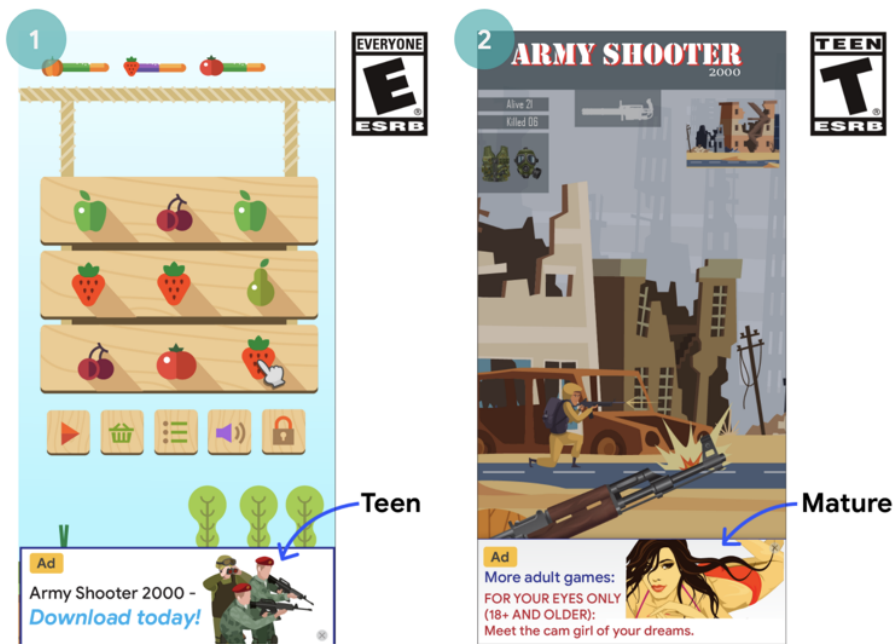 1
EVERYONE
E
ESRB
Teen
Ad
Army Shooter 2000 -
Download today!
2
ARMY SHOOTER
2000
TEEN
T
ESRB
Alive 21
Killed 06
Mature
Ad
More adult games:
FOR YOUR EYES ONLY
(18+ AND OLDER):
Meet the cam girl of your dreams.